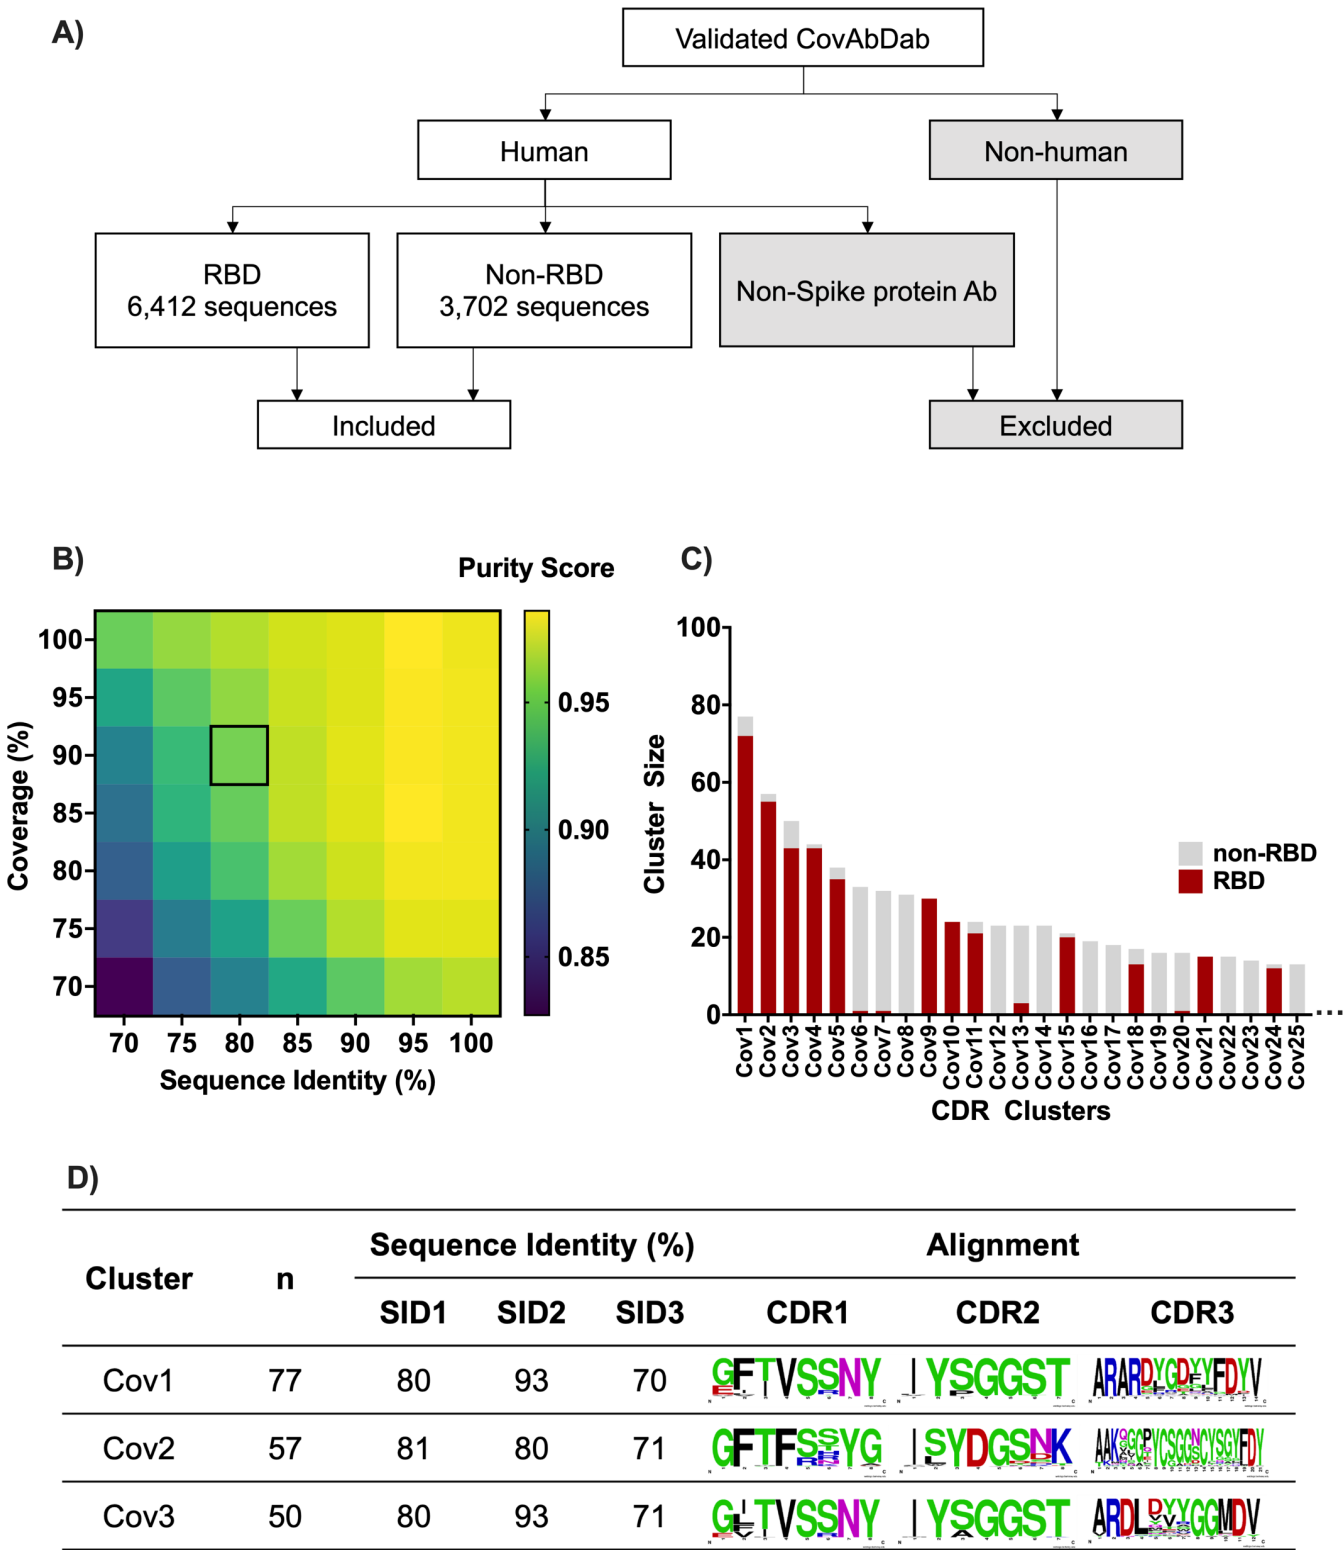 A)
Validated CovAbDab
Human
Non-human
RBD
6,412 sequences
Non-RBD
3,702 sequences
Non-Spike protein Ab
Included
Excluded
B)
Purity Score
100
95
90
85
80
75
70
Coverage (%)
70 75 80 85 90 95 100
Sequence Identity (%)
0.95
0.90
0.85
C)
100
80
60
40
20
0
Cluster Size
non-RBD
RBD
Cov1 Cov2 Cov3 Cov4 Cov5 Cov6 Cov7 Cov8 Cov9 Cov10 Cov11 Cov12 Cov13 Cov14 Cov15 Cov16 Cov17 Cov18 Cov19 Cov20 Cov21 Cov22 Cov23 Cov24 Cov25 ...
CDR Clusters
D)
Cluster n Sequence Identity (%) Alignment
SID1 SID2 SID3 CDR1 CDR2 CDR3
Cov1 77 80 93 70 GFTVSSNY IYSGGST
Cov2 57 81 80 71 GFTFSSYG ISYDGSNK
Cov3 50 80 93 71 IYSGGST